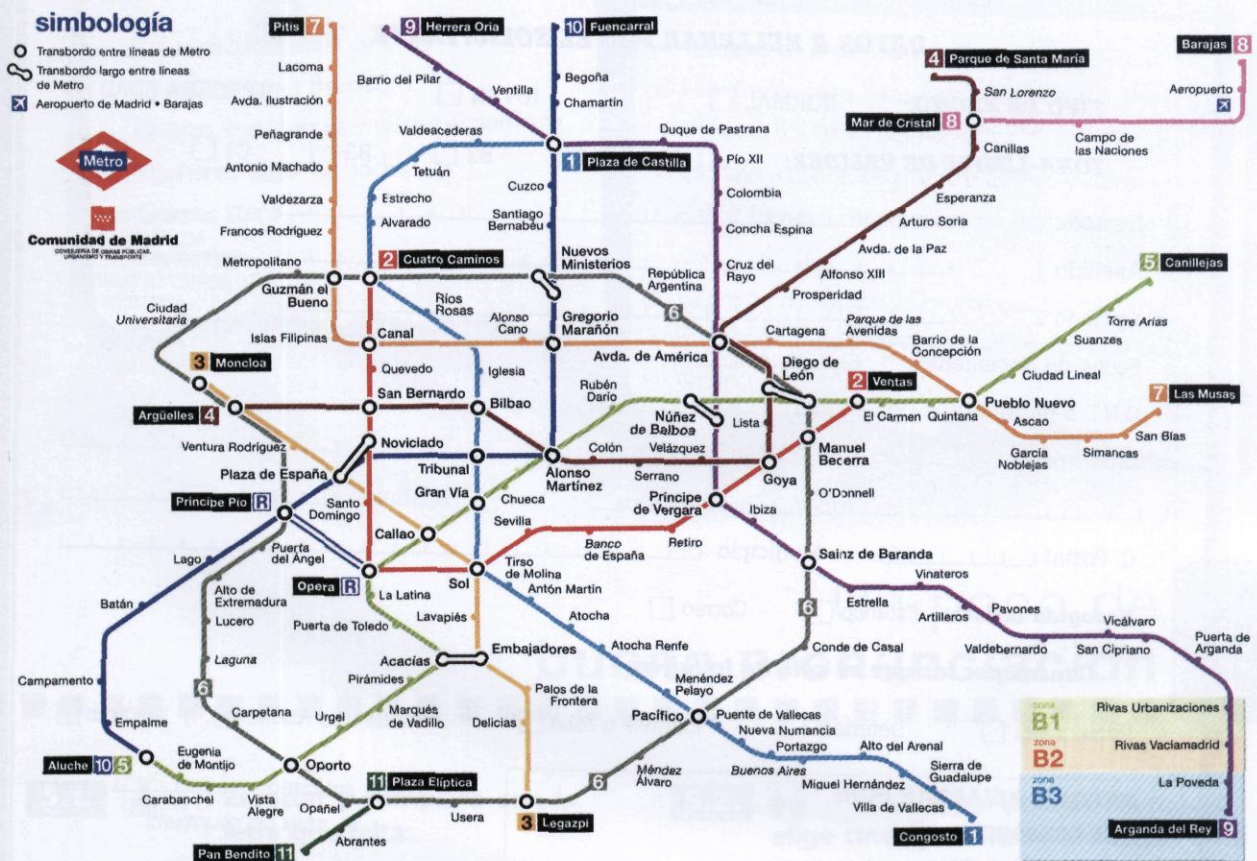 simbología
Transbordo entre líneas de Metro
Transbordo largo entre líneas
de Metro
Aeropuerto de Madrid • Barajas
Metro
Comunidad de Madrid
CONSEJERÍA DE OBRAS PÚBLICAS,
URBANISMO Y TRANSPORTE
Pitis 7
9 Herrera Oria
10 Fuencarral
Barajas 8
Lacoma
Barrio del Pilar
Begoña
4 Parque de Santa María
Aeropuerto
Avda. Ilustración
Ventilla
Chamartín
San Lorenzo
Peñagrande
Valdeacederas
Duque de Pastrana
Mar de Cristal 8
Campo de
las Naciones
Antonio Machado
Tetuán
1 Plaza de Castilla
Pío XII
Canillas
Valdezarza
Estrecho
Cuzco
Colombia
Esperanza
Francos Rodríguez
Alvarado
Santiago
Bernabéu
Concha Espina
Arturo Soria
Metropolitano
2 Cuatro Caminos
Nuevos
Ministerios
Cruz del
Rayo
Avda. de la Paz
5 Canillejas
Guzmán el
Bueno
Ríos
Rosas
República
Argentina
Alfonso XIII
Prosperidad
6
Ciudad
Universitaria
Alonso
Cano
Gregorio
Marañón
Parque de las
Avenidas
Torre Arias
Islas Filipinas
Canal
Avda. de América
Cartagena
Barrio de la
Concepción
Suanzes
3 Moncloa
Quevedo
Iglesia
Rubén
Darío
Diego de
León
2 Ventas
Ciudad Lineal
Argüelles 4
San Bernardo
Bilbao
Núñez
de Balboa
Lista
El Carmen
Quintana
Pueblo Nuevo
7 Las Musas
Ascao
San Blas
García
Noblejas
Simancas
Ventura Rodríguez
Noviciado
Colón
Velázquez
Manuel
Becerra
Plaza de España
Tribunal
Alonso
Martínez
Serrano
Goya
Príncipe Pío R
Santo
Domingo
Gran Vía
Chueca
Príncipe
de Vergara
O'Donnell
Callao
Sevilla
Banco
de España
Retiro
Ibiza
Lago
Puerta
del Ángel
Opera R
Sol
Tirso
de Molina
Sainz de Baranda
Batán
Alto de
Extremadura
La Latina
Antón Martin
Vinateros
Lucero
Puerta de Toledo
Lavapiés
Atocha
Estrella
Artilleros
Pavones
6
Laguna
Acacías
Embajadores
Atocha Renfe
Conde de Casal
Valdebernardo
Vicálvaro
San Cipriano
Puerta de
Arganda
Campamento
6
Pirámides
Palos de la
Frontera
Menéndez
Pelayo
Empalme
Carpetana
Urgel
Marqués
de Vadillo
Delicias
Pacífico
Puente de Vallecas
zona
B1
Rivas Urbanizaciones
Nueva Numancia
Aluche 10 5
Eugenia
de Montijo
Oporto
Portazgo
Alto del Arenal
zona
B2
Rivas Vaciamadrid
Carabanchel
Vista
Alegre
11 Plaza Elíptica
6
Méndez
Álvaro
Buenos Aires
Miguel Hernández
Sierra de
Guadalupe
zona
B3
La Poveda
Opañel
Usera
3 Legazpi
Villa de Vallecas
Abrantes
Congosto 1
Arganda del Rey 9
Pan Bendito 11